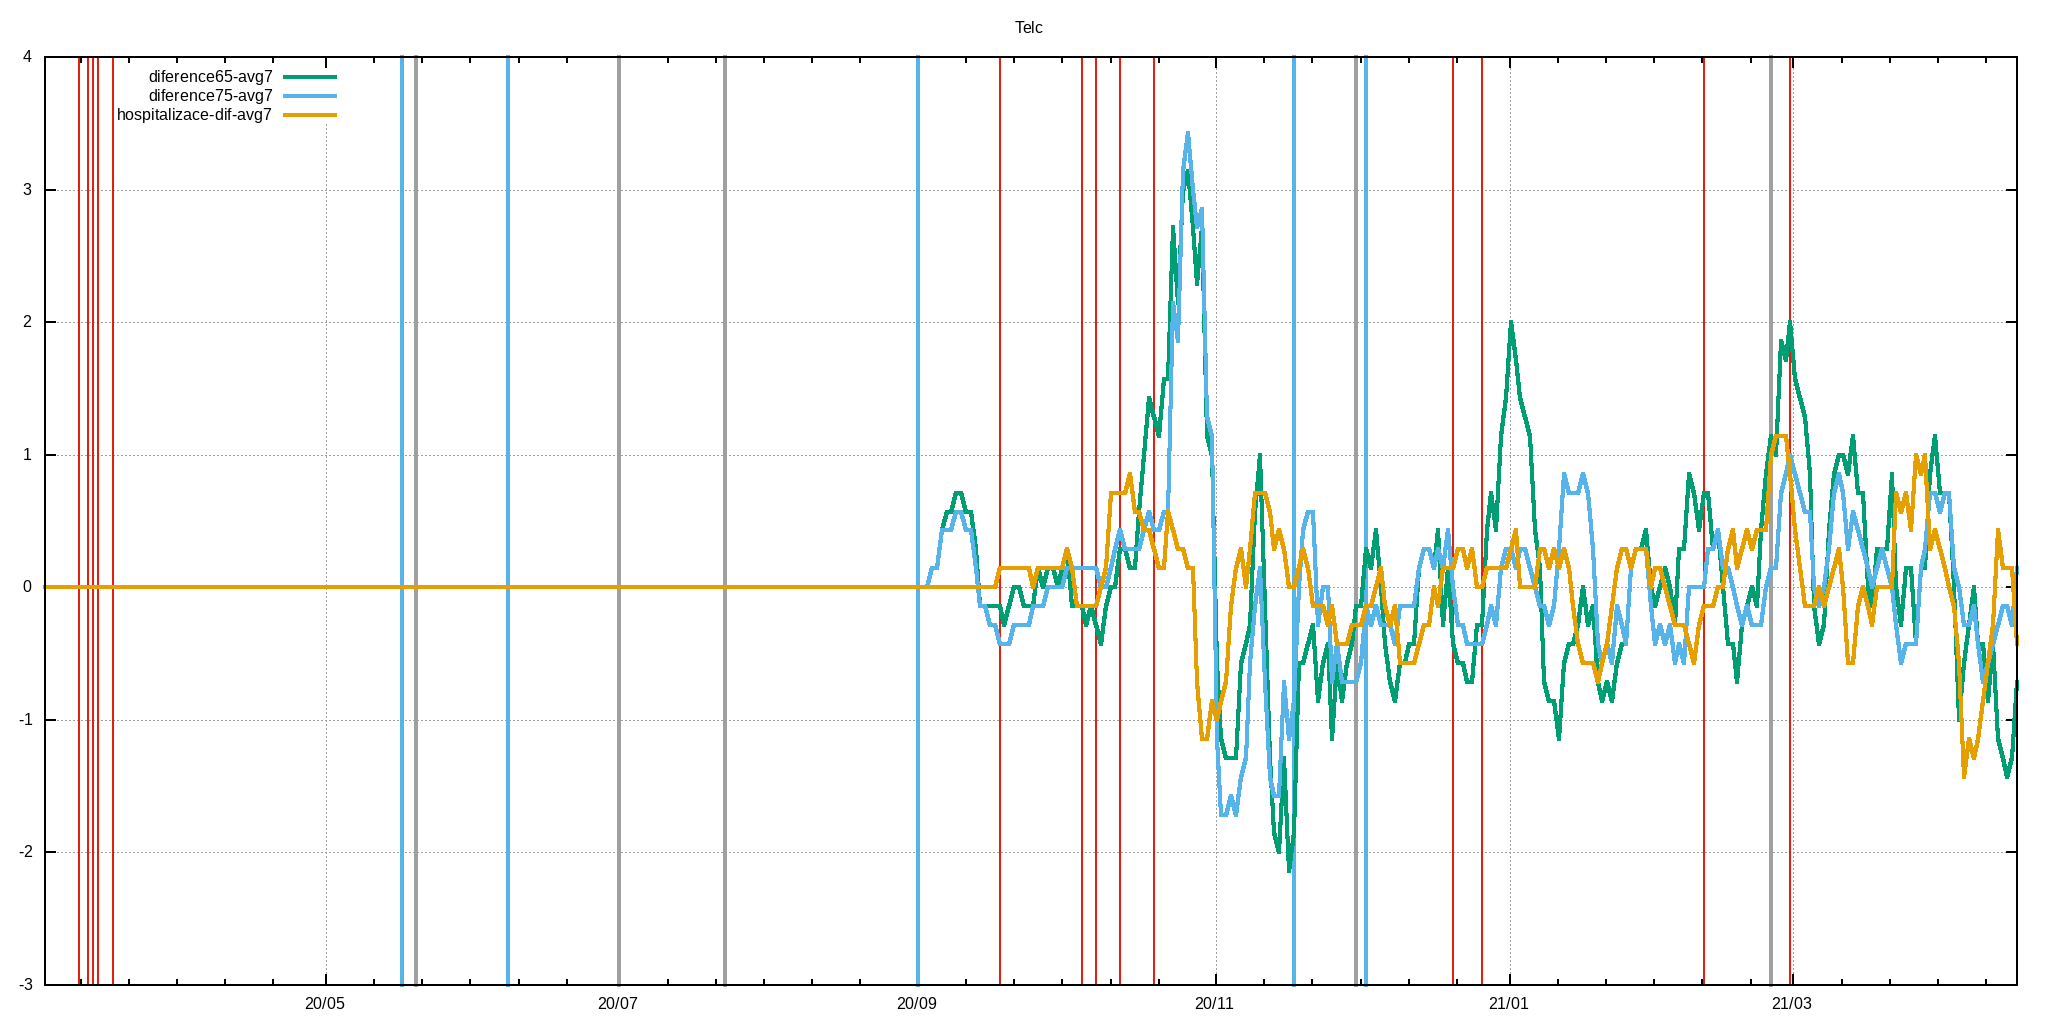 Telc
4
diference65-avg7
diference75-avg7
hospitalizace-dif-avg7
3
2
1
0
-1
-2
-3
20/05 20/07 20/09 20/11 21/01 21/03